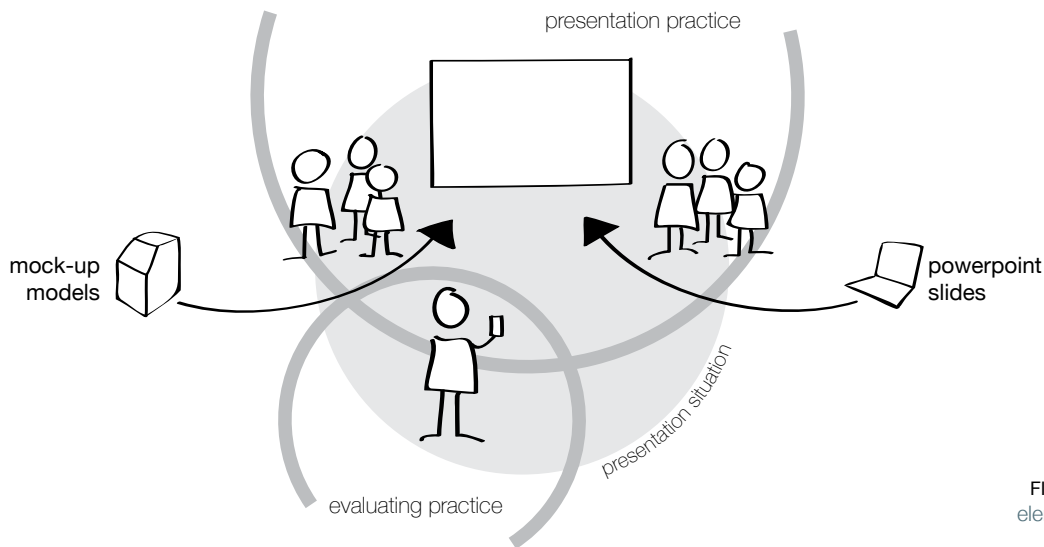 presentation practice
mock-up
models
powerpoint
slides
presentation situation
evaluating practice
FI
ele